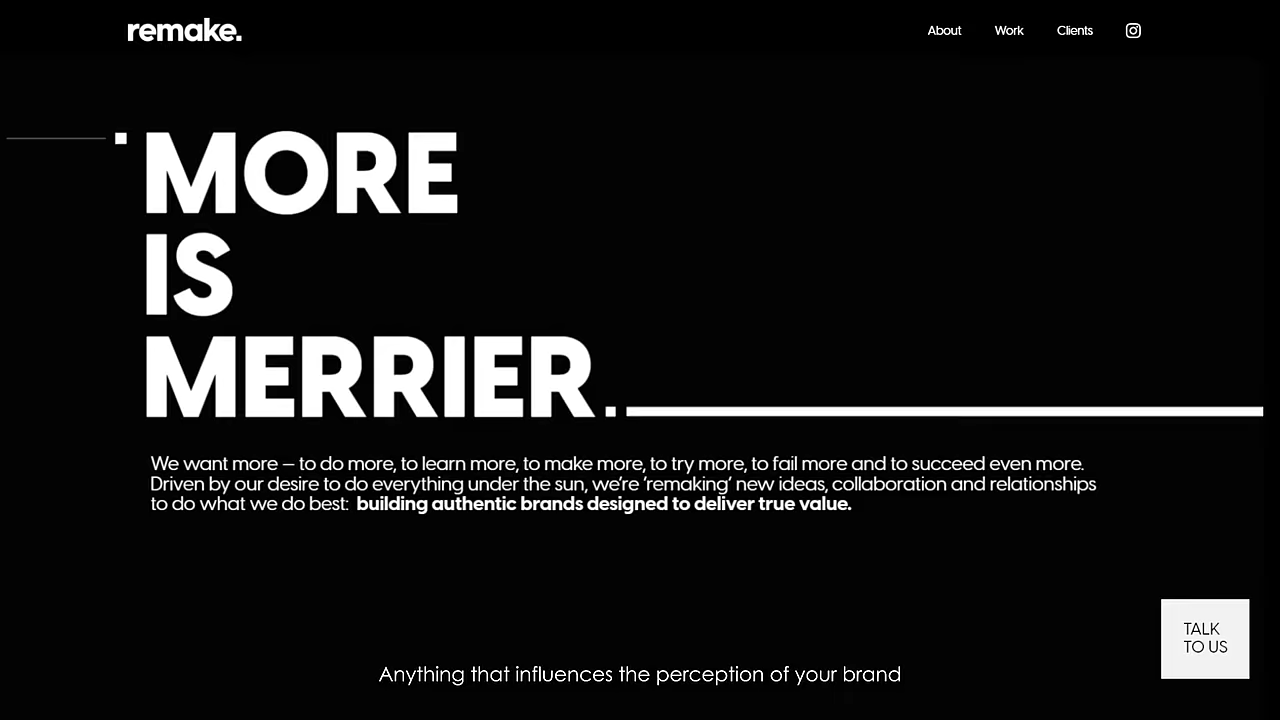 remake.
About Work Clients
MORE
IS
MERRIER.
We want more – to do more, to learn more, to make more, to try more, to fail more and to succeed even more.
Driven by our desire to do everything under the sun, we're 'remaking' new ideas, collaboration and relationships
to do what we do best: building authentic brands designed to deliver true value.
TALK
TO US
Anything that influences the perception of your brand